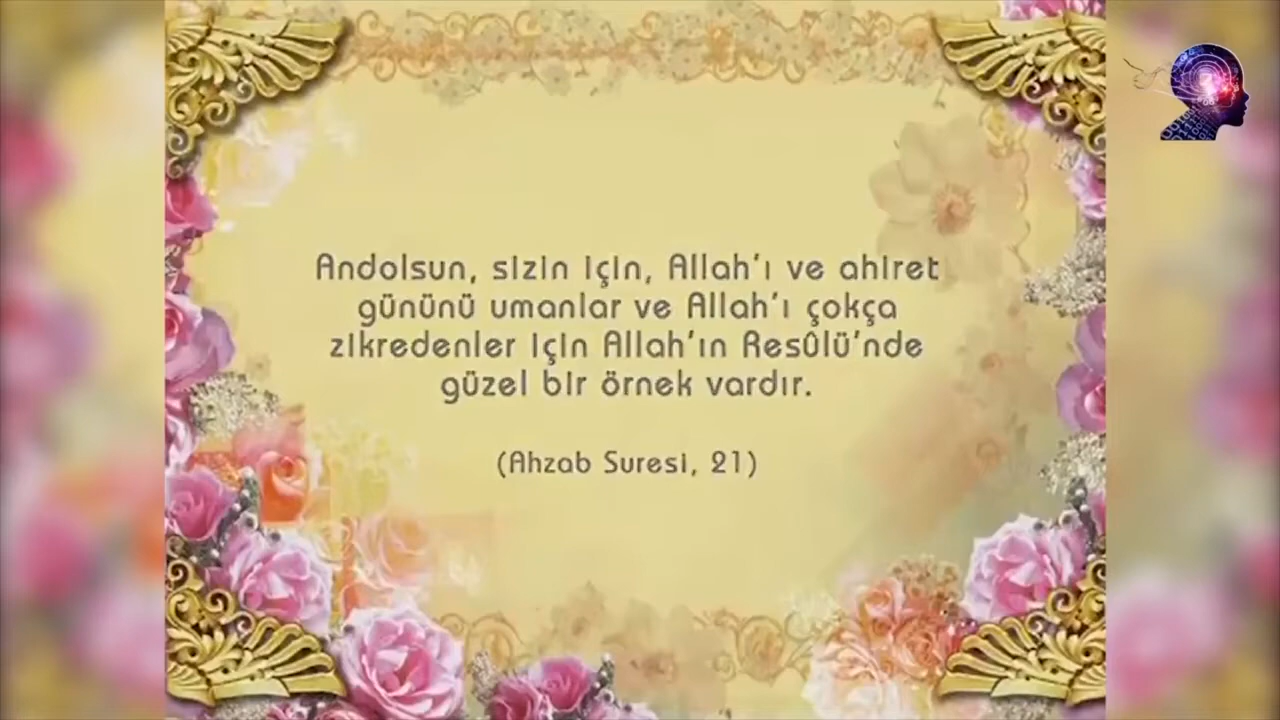 Andolsun, sizin için, Allah'ı ve ahiret
gününü umanlar ve Allah'ı çokça
zikredenler için Allah'ın Resûlü'nde
güzel bir örnek vardır.
(Ahzab Suresi, 21)